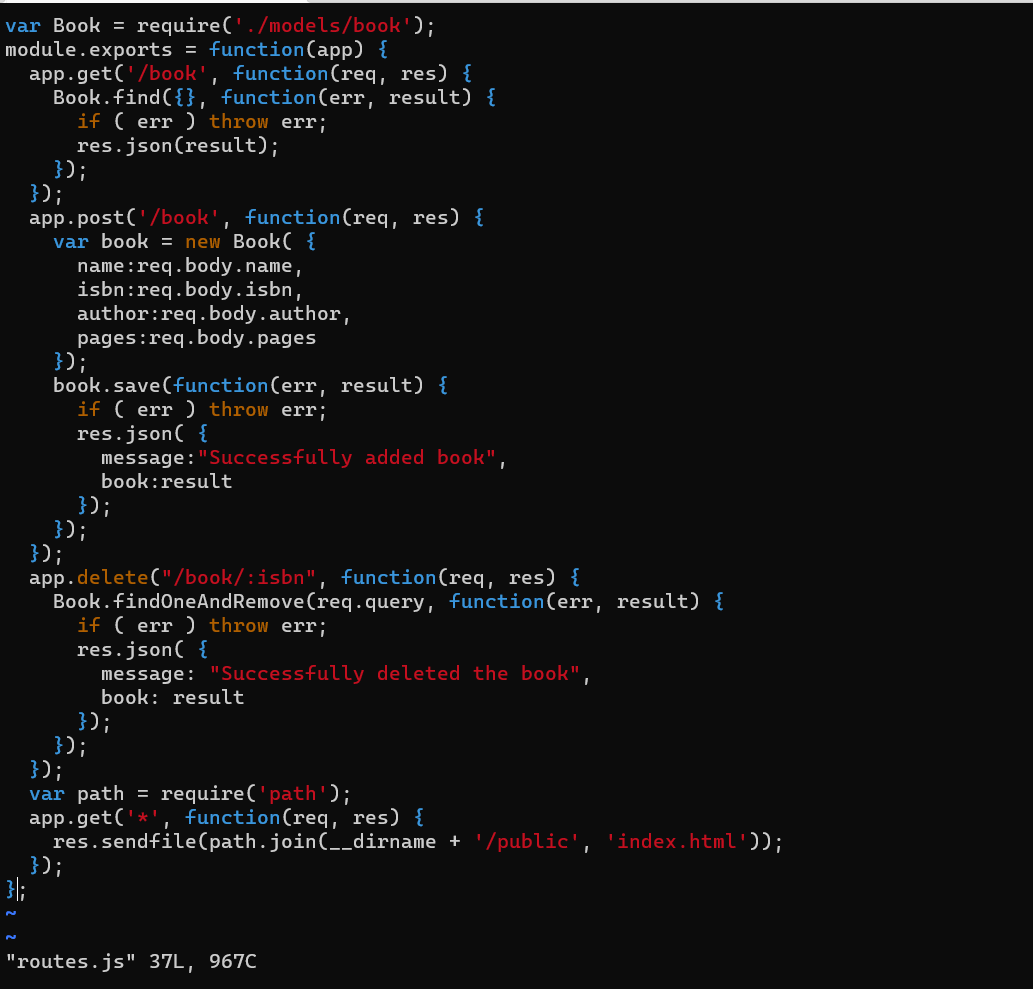 var Book = require('./models/book');
module.exports = function(app) {
  app.get('/book', function(req, res) {
    Book.find({}, function(err, result) {
      if ( err ) throw err;
      res.json(result);
    });
  });
  app.post('/book', function(req, res) {
    var book = new Book( {
      name:req.body.name,
      isbn:req.body.isbn,
      author:req.body.author,
      pages:req.body.pages
    });
    book.save(function(err, result) {
      if ( err ) throw err;
      res.json( {
        message:"Successfully added book",
        book:result
      });
    });
  });
  app.delete("/book/:isbn", function(req, res) {
    Book.findOneAndRemove(req.query, function(err, result) {
      if ( err ) throw err;
      res.json( {
        message: "Successfully deleted the book",
        book: result
      });
    });
  });
  var path = require('path');
  app.get('*', function(req, res) {
    res.sendfile(path.join(__dirname + '/public', 'index.html'));
  });
};
~
~
"routes.js" 37L, 967C